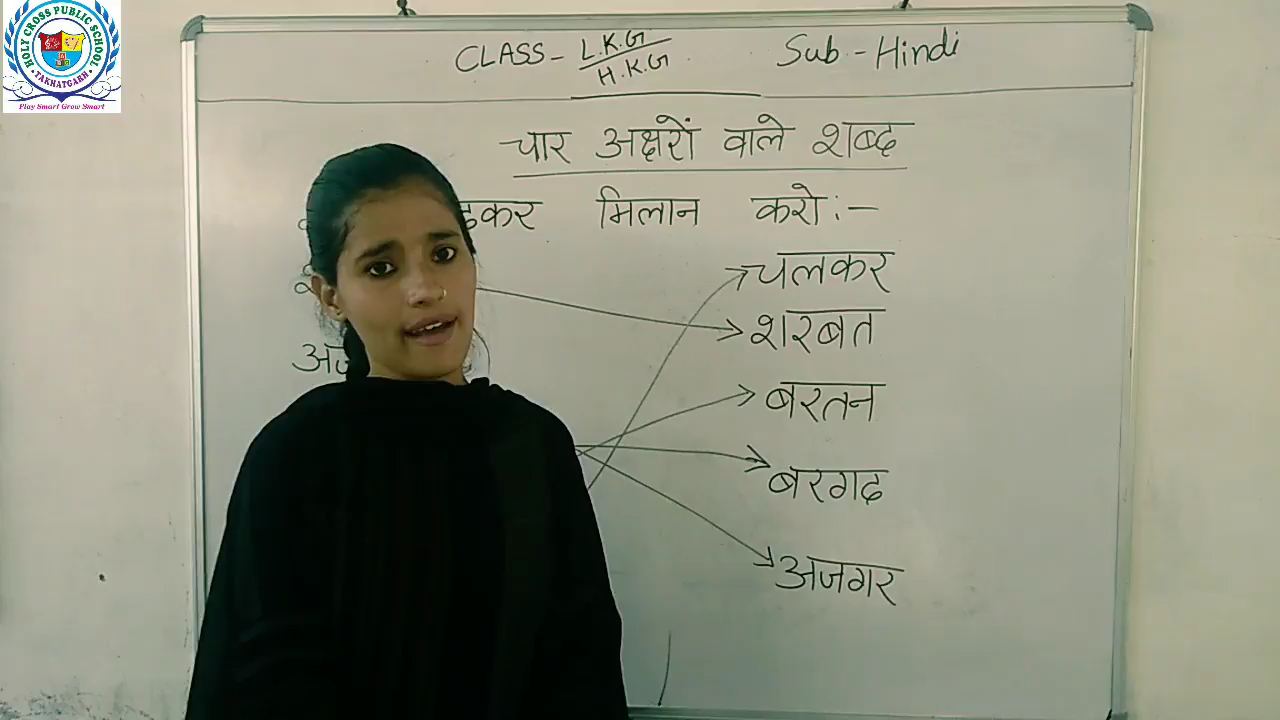 HOLY CROSS PUBLIC SCHOOL
TAKHATGARH
Play Smart Grow Smart
CLASS- L.K.G/H.K.G. Sub-Hindi
चार अक्षरों वाले शब्द
मिलान करो:-
चलकर
शरबत
बरतन
बरगद
अजगर